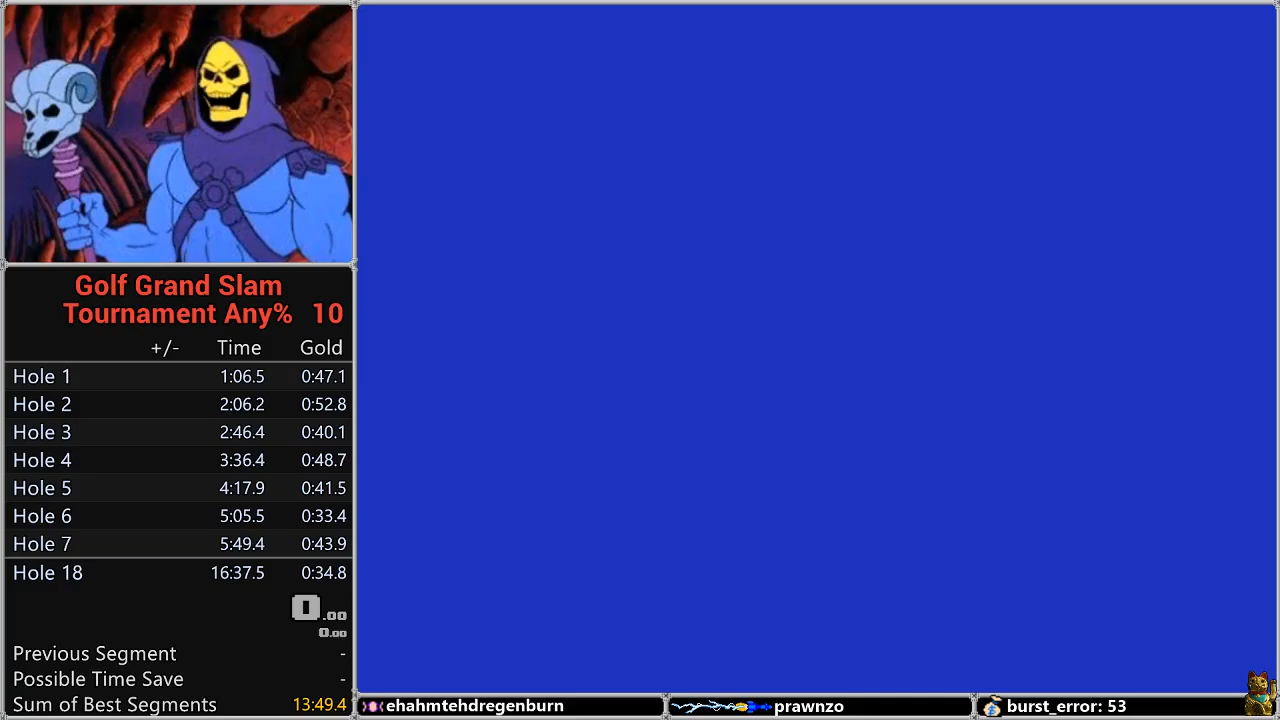 Golf Grand Slam
Tournament Any% 10
+/- Time Gold
Hole 1 1:06.5 0:47.1
Hole 2 2:06.2 0:52.8
Hole 3 2:46.4 0:40.1
Hole 4 3:36.4 0:48.7
Hole 5 4:17.9 0:41.5
Hole 6 5:05.5 0:33.4
Hole 7 5:49.4 0:43.9
Hole 18 16:37.5 0:34.8
0.00
0.00
Previous Segment -
Possible Time Save -
Sum of Best Segments 13:49.4
ehahmtehdregenburn prawnzo burst_error: 53